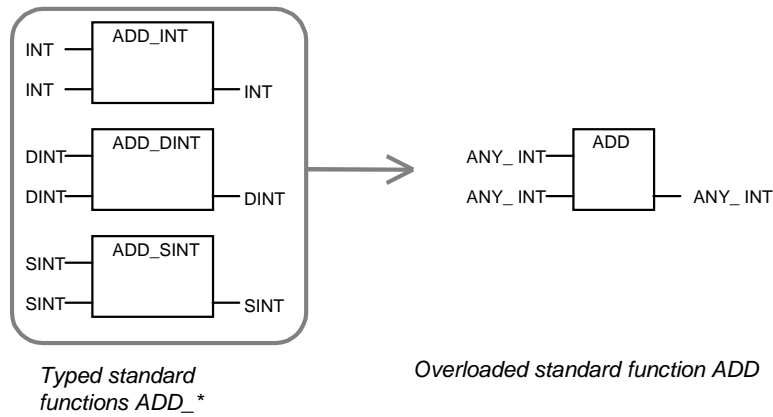 ADD_INT
INT
INT
INT
ADD_DINT
DINT
DINT
DINT
ADD_SINT
SINT
SINT
SINT
ADD
ANY_ INT
ANY_ INT
ANY_ INT
Typed standard
functions ADD_*
Overloaded standard function ADD